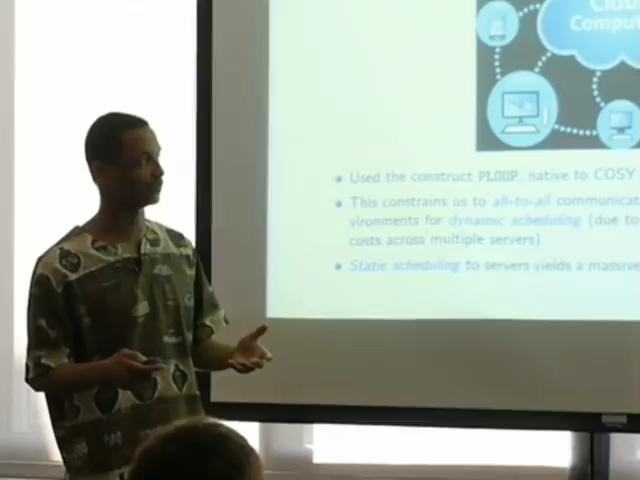 Cloud
Comput
Used the construct PLOOP, native to COSY
This constrains us to all-to-all communicat
vironments for dynamic scheduling (due to
costs across multiple servers)
Static scheduling to servers yields a massive